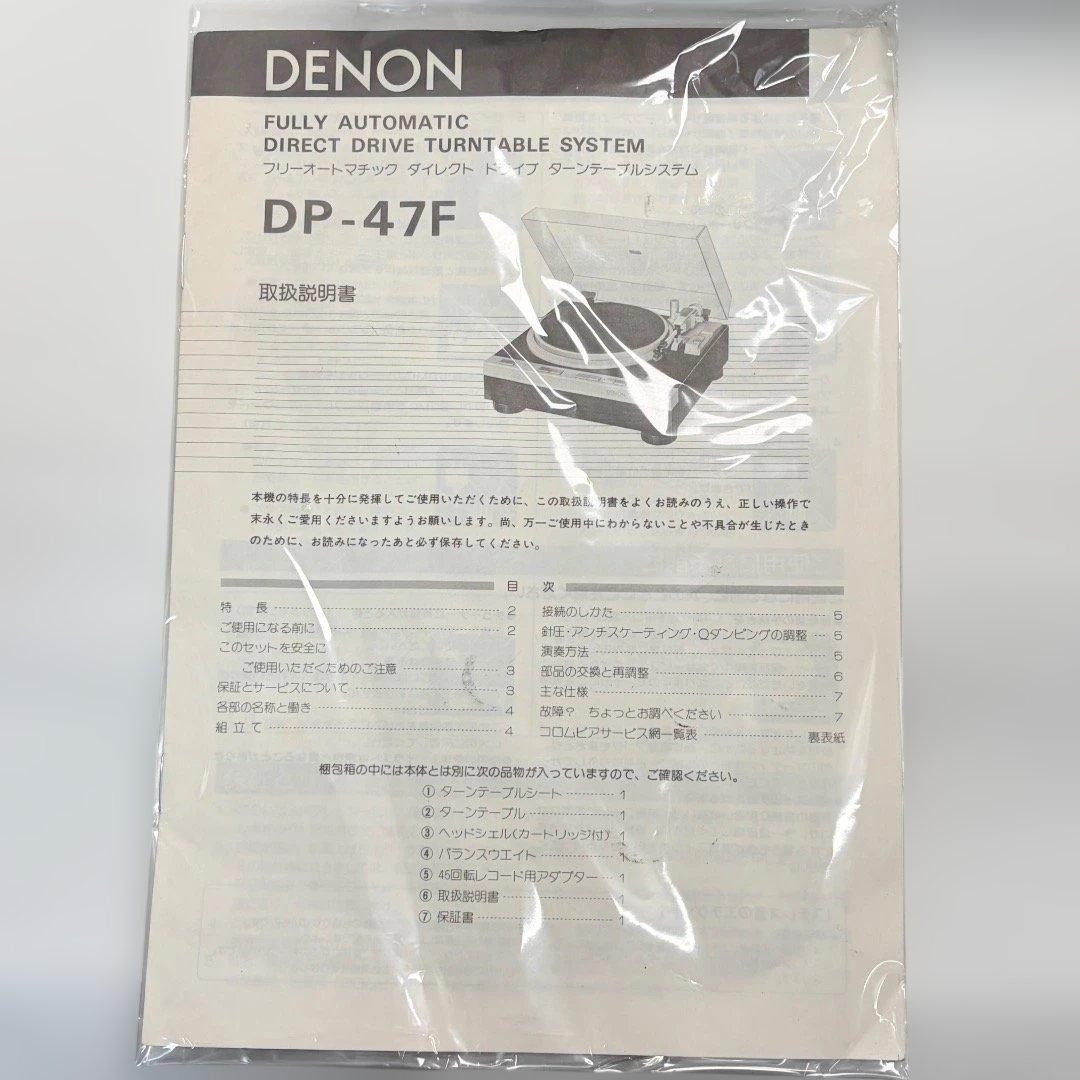 DENON
FULLY AUTOMATIC
DIRECT DRIVE TURNTABLE SYSTEM
フリーオートマチック ダイレクト ドライブ ターンテーブルシステム
DP-47F
取扱説明書
本機の特長を十分に発揮してご使用いただくために、この取扱説明書をよくお読みのうえ、正しい操作で
末永くご愛用くださいますようお願いします。尚、万一ご使用中にわからないことや不具合が生じたとき
のために、お読みになったあと必ず保存してください。
目 次
特 長 2
ご使用になる前に 2
このセットを安全に
ご使用いただくためのご注意 3
保証とサービスについて 3
各部の名称と働き 4
組立て 4
接続のしかた 5
針圧・アンチスケーティング・Qダンピングの調整 5
演奏方法 5
部品の交換と再調整 6
主な仕様 7
故障？ ちょっとお調べください 7
コロムビアサービス網一覧表 裏表紙
梱包箱の中には本体とは別に次の品物が入っていますので、ご確認ください。
① ターンテーブルシート 1
② ターンテーブル 1
③ ヘッドシェル(カートリッジ付) 1
④ バランスウエイト 1
⑤ 45回転レコード用アダプター 1
⑥ 取扱説明書 1
⑦ 保証書 1